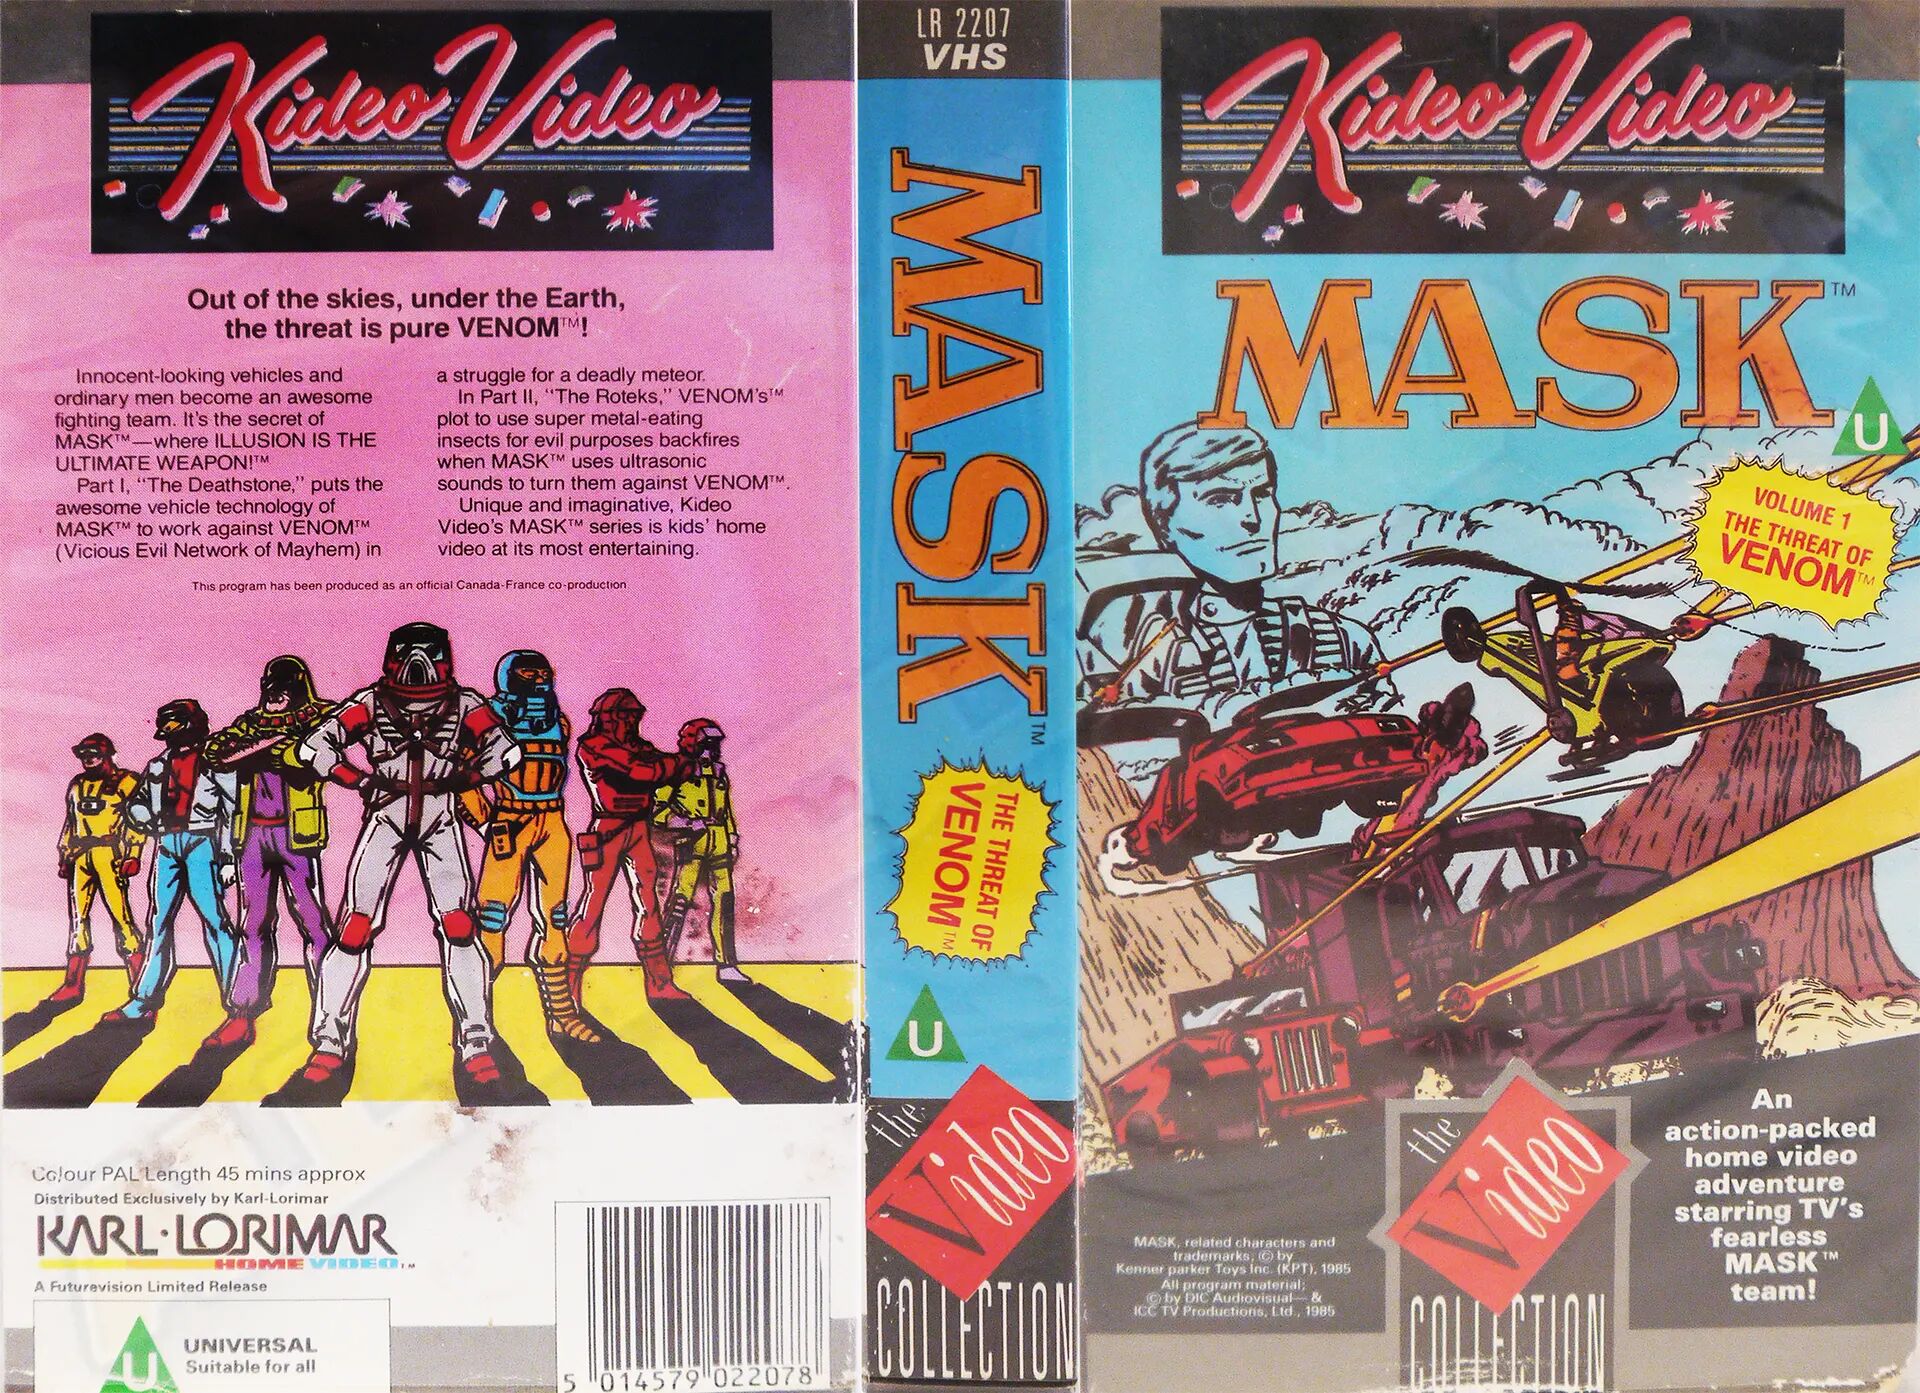 Kideo Video
Out of the skies, under the Earth,
the threat is pure VENOM™!
Innocent-looking vehicles and
ordinary men become an awesome
fighting team. It's the secret of
MASK™—where ILLUSION IS THE
ULTIMATE WEAPON!™
Part I, "The Deathstone," puts the
awesome vehicle technology of
MASK™ to work against VENOM™
(Vicious Evil Network of Mayhem) in
a struggle for a deadly meteor.
In Part II, "The Roteks," VENOM's™
plot to use super metal-eating
insects for evil purposes backfires
when MASK™ uses ultrasonic
sounds to turn them against VENOM™.
Unique and imaginative, Kideo
Video's MASK™ series is kids' home
video at its most entertaining.
This program has been produced as an official Canada-France co-production.
Colour PAL Length 45 mins approx
Distributed Exclusively by Karl-Lorimar
KARL·LORIMAR
HOME VIDEO™
A Futurevision Limited Release
U
UNIVERSAL
Suitable for all
5 014579 022078
LR 2207
VHS
MASK™
THE THREAT OF
VENOM™
U
the
Video
COLLECTION
Kideo Video
MASK™
U
VOLUME 1
THE THREAT OF
VENOM™
An
action-packed
home video
adventure
starring TV's
fearless
MASK™
team!
MASK, related characters and
trademarks, © by
Kenner parker Toys Inc. (KPT), 1985
All program material;
© by DIC Audiovisual— &
ICC TV Productions, Ltd., 1985
the
Video
COLLECTION